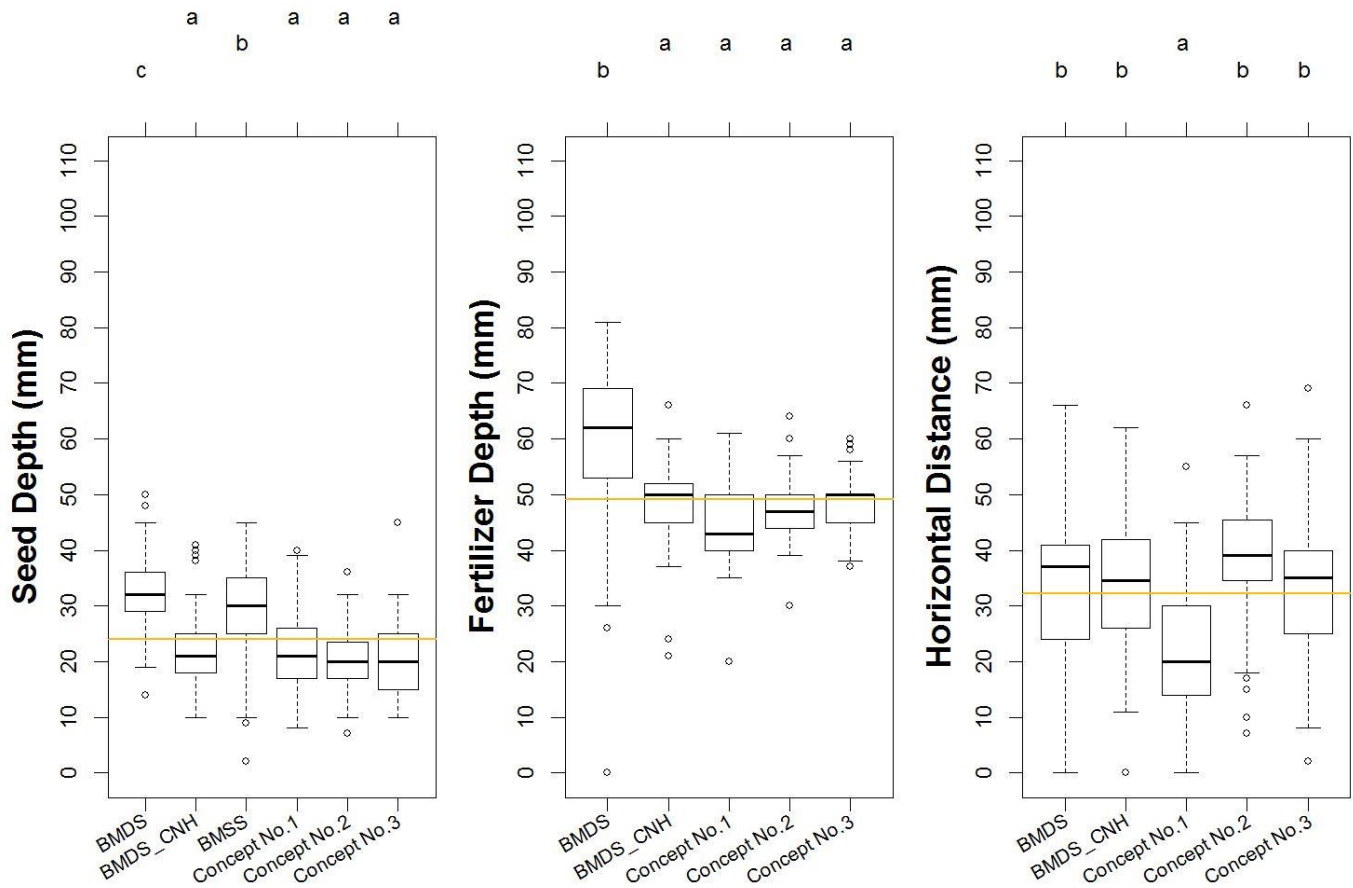 a a a a
b
c
Seed Depth (mm)
110
100
90
80
70
60
50
40
30
20
10
0
BMDS
BMDS_CNH
BMSS
Concept No.1
Concept No.2
Concept No.3
a a a a
b
Fertilizer Depth (mm)
110
100
90
80
70
60
50
40
30
20
10
0
BMDS
BMDS_CNH
Concept No.1
Concept No.2
Concept No.3
a
b b b b
Horizontal Distance (mm)
110
100
90
80
70
60
50
40
30
20
10
0
BMDS
BMDS_CNH
Concept No.1
Concept No.2
Concept No.3